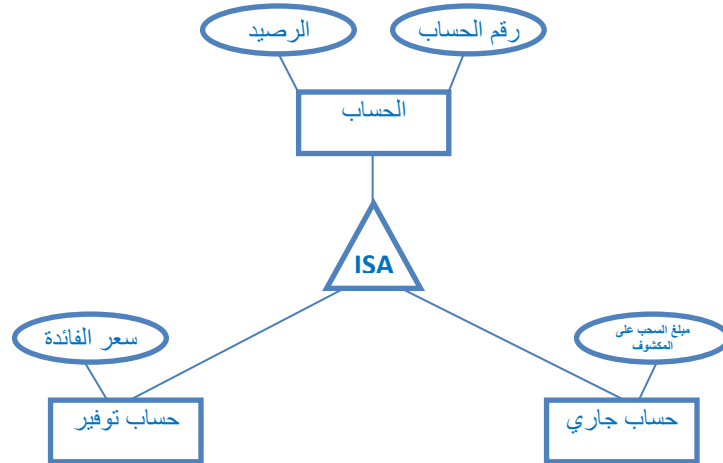 رقم الحساب
الرصيد
الحساب
ISA
مبلغ السحب على
المكشوف
سعر الفائدة
حساب جاري
حساب توفير